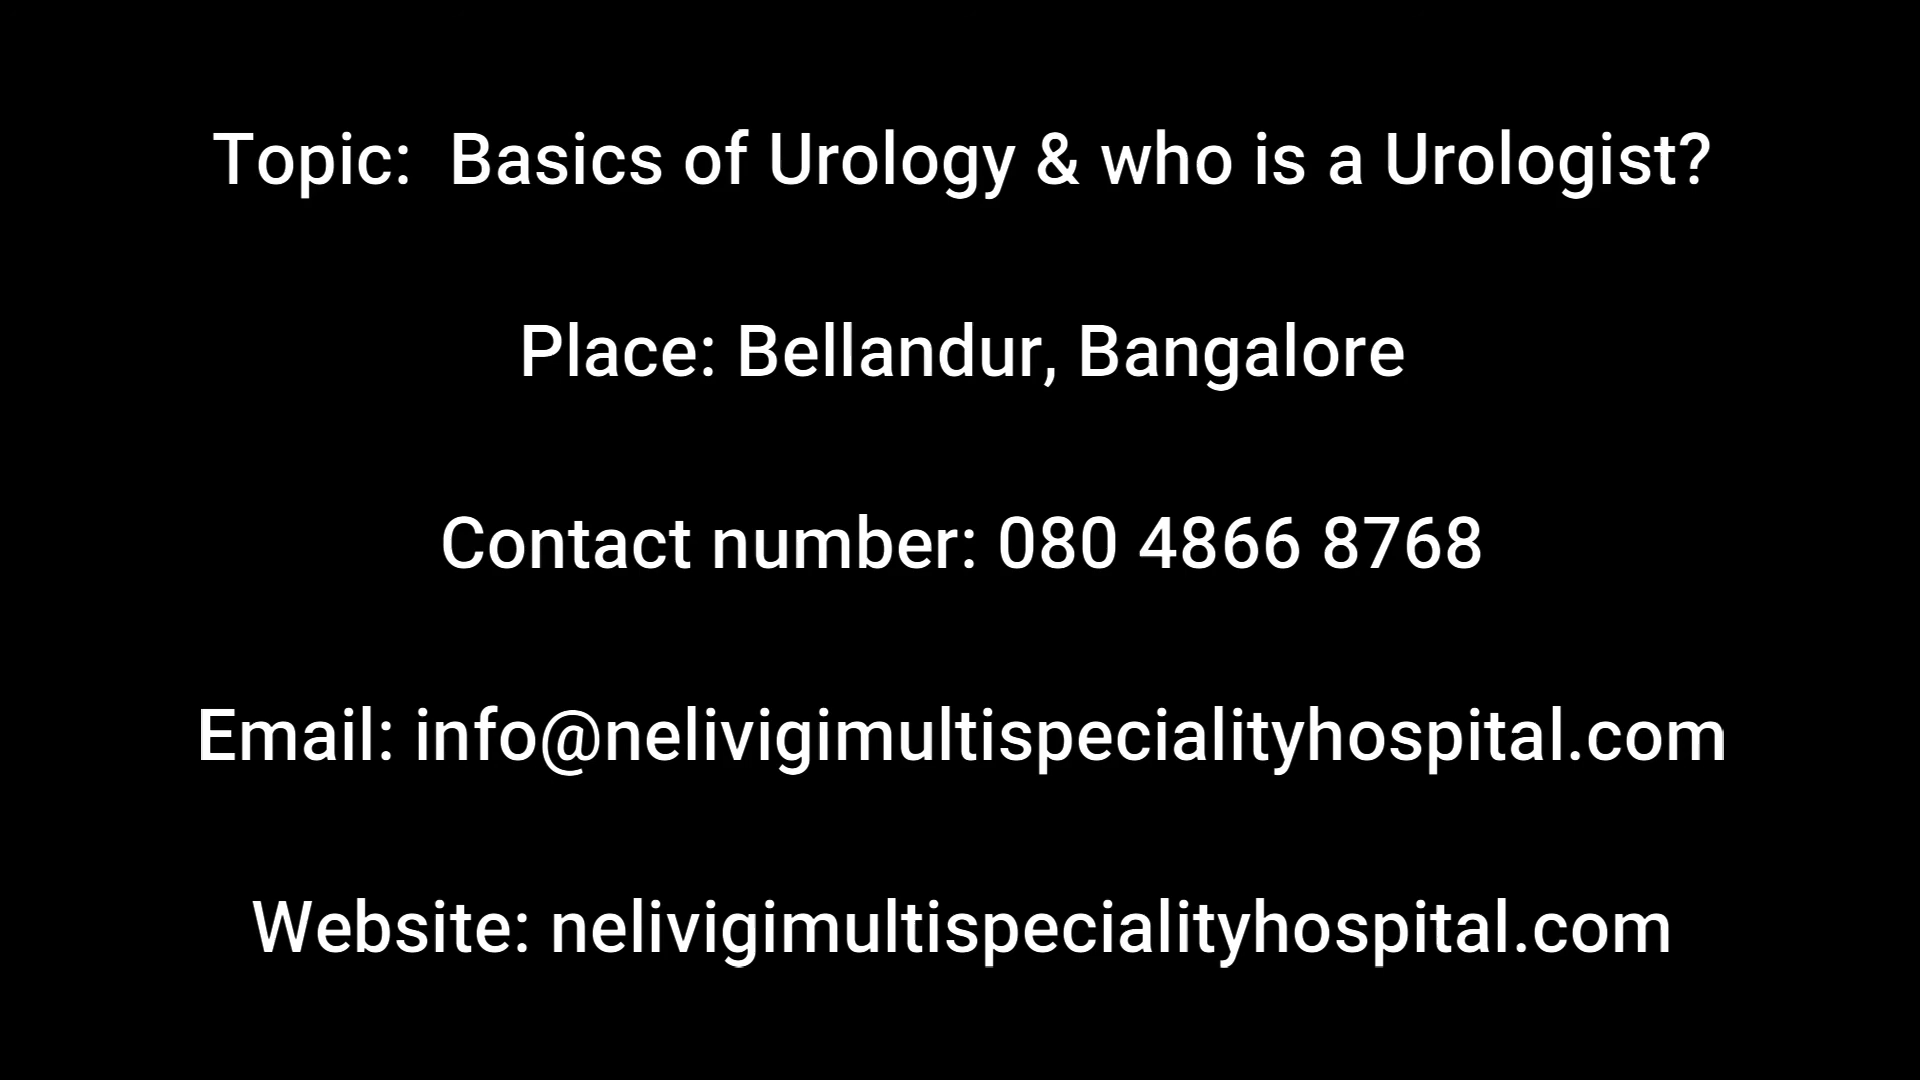 Topic:  Basics of Urology & who is a Urologist?
Place: Bellandur, Bangalore
Contact number: 080 4866 8768
Email: info@nelivigimultispecialityhospital.com
Website: nelivigimultispecialityhospital.com